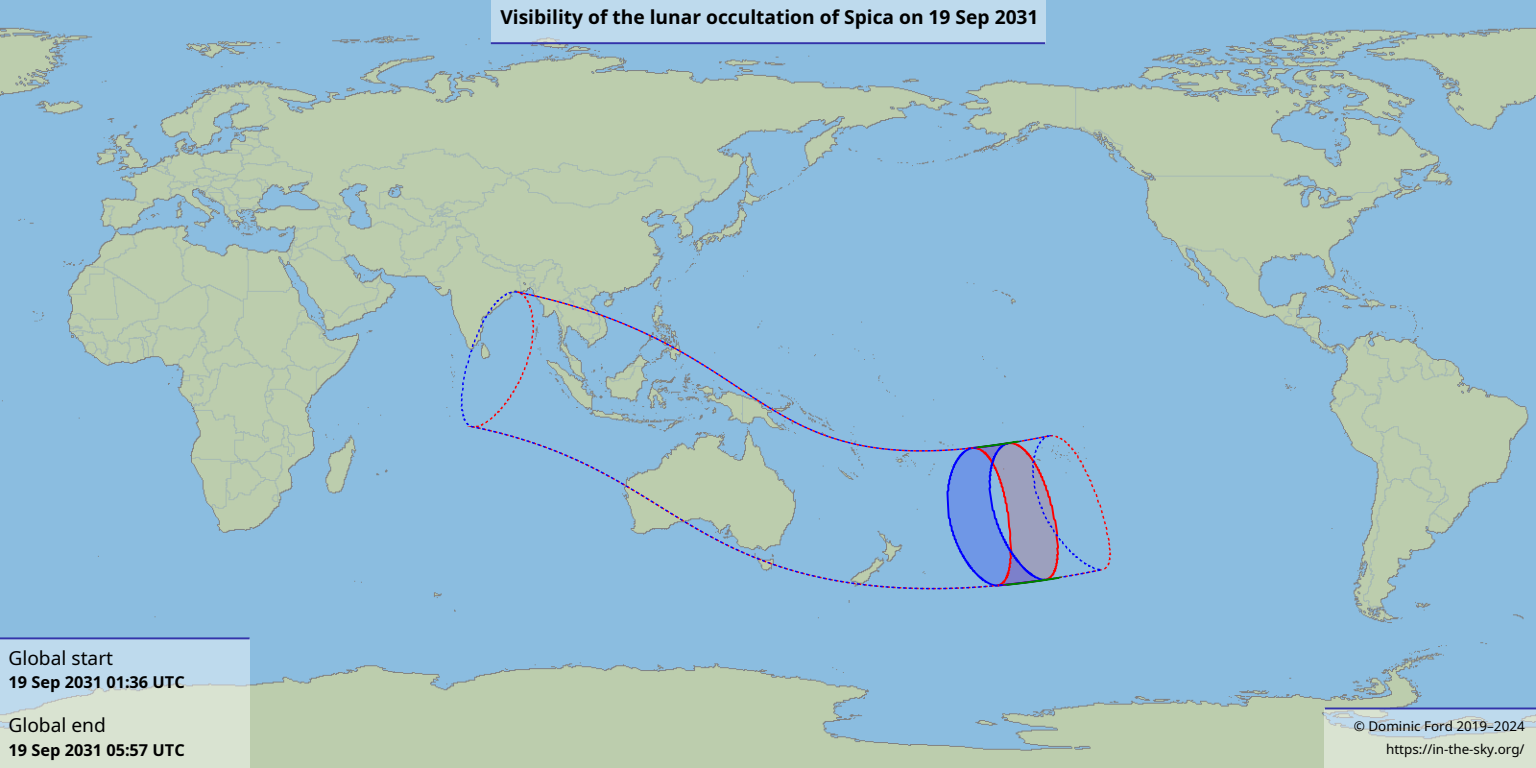 Visibility of the lunar occultation of Spica on 19 Sep 2031
Global start
19 Sep 2031 01:36 UTC
Global end
19 Sep 2031 05:57 UTC
© Dominic Ford 2019–2024
https://in-the-sky.org/